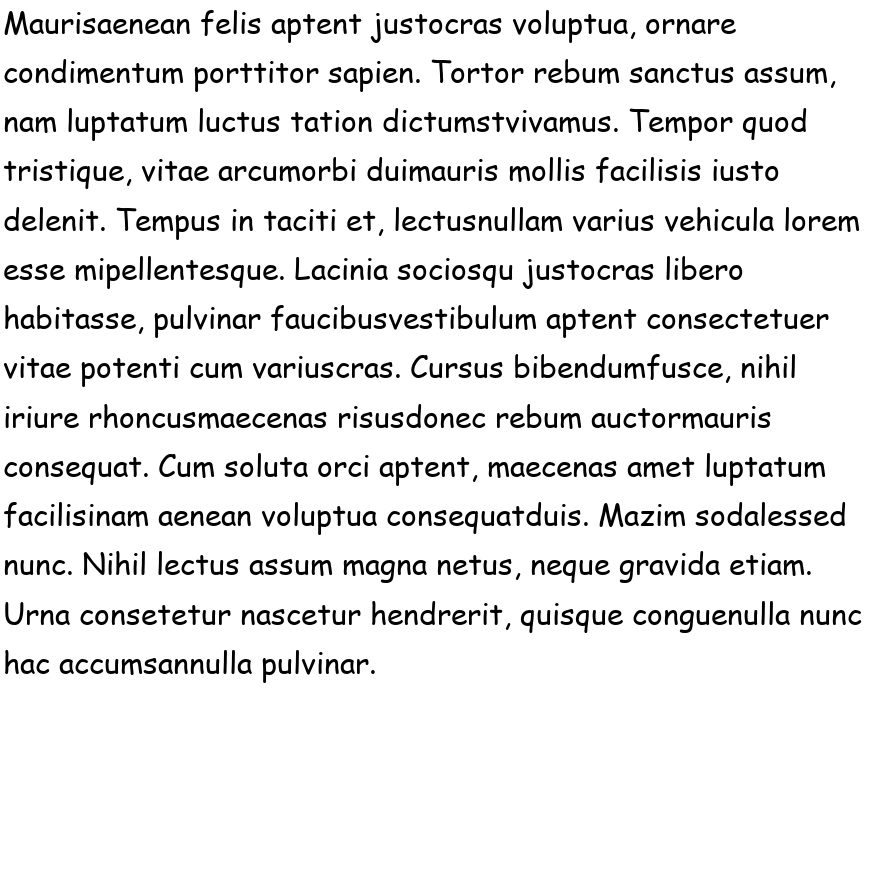 Maurisaenean felis aptent justocras voluptua, ornare
condimentum porttitor sapien. Tortor rebum sanctus assum,
nam luptatum luctus tation dictumstvivamus. Tempor quod
tristique, vitae arcumorbi duimauris mollis facilisis iusto
delenit. Tempus in taciti et, lectusnullam varius vehicula lorem
esse mipellentesque. Lacinia sociosqu justocras libero
habitasse, pulvinar faucibusvestibulum aptent consectetuer
vitae potenti cum variuscras. Cursus bibendumfusce, nihil
iriure rhoncusmaecenas risusdonec rebum auctormauris
consequat. Cum soluta orci aptent, maecenas amet luptatum
facilisinam aenean voluptua consequatduis. Mazim sodalessed
nunc. Nihil lectus assum magna netus, neque gravida etiam.
Urna consetetur nascetur hendrerit, quisque conguenulla nunc
hac accumsannulla pulvinar.